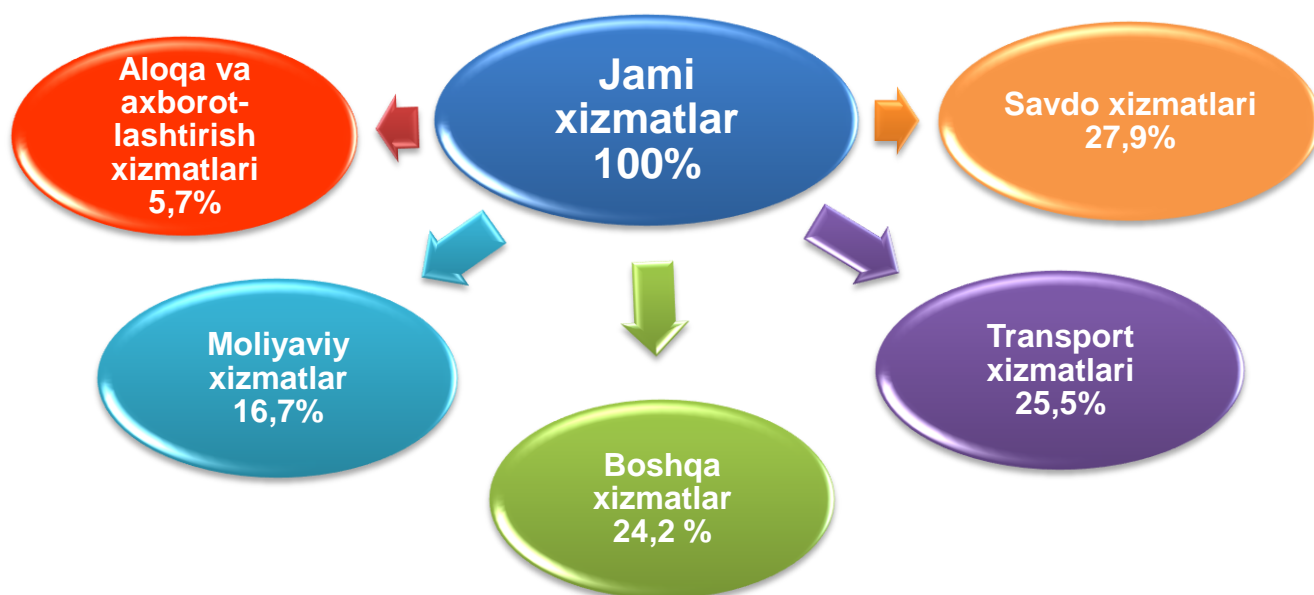 Jami
xizmatlar
100%
Aloqa va
axborot-
lashtirish
xizmatlari
5,7%
Savdo xizmatlari
27,9%
Moliyaviy
xizmatlar
16,7%
Transport
xizmatlari
25,5%
Boshqa
xizmatlar
24,2 %